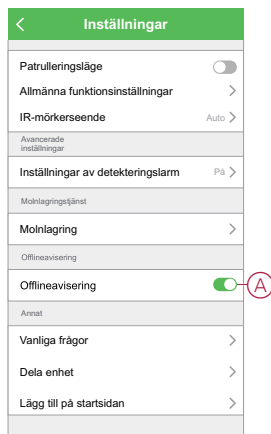 Inställningar
Patrulleringsläge
Allmänna funktionsinställningar
IR-mörkerseende Auto
Avancerade
inställningar
Inställningar av detekteringslarm På
Molnlagringstjänst
Molnlagring
Offlineavisering
Offlineavisering
A
Annat
Vanliga frågor
Dela enhet
Lägg till på startsidan